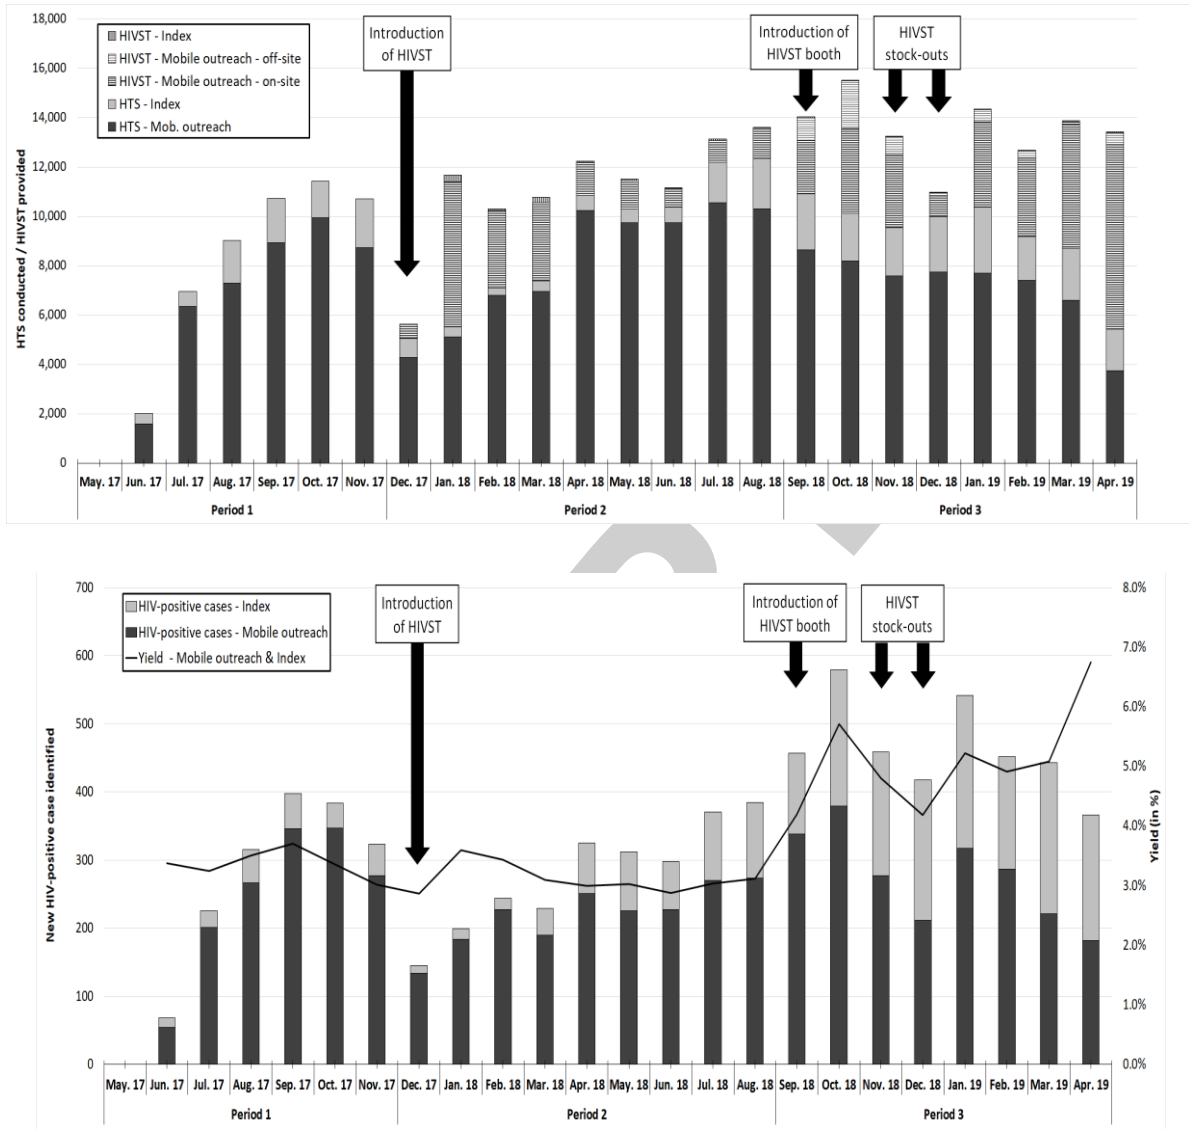 18,000
16,000
14,000
12,000
10,000
8,000
6,000
4,000
2,000
0
HTS conducted / HIVST provided
HIVST - Index
HIVST - Mobile outreach - off-site
HIVST - Mobile outreach - on-site
HTS - Index
HTS - Mob. outreach
Introduction
of HIVST
Introduction of
HIVST booth
HIVST
stock-outs
May. 17 Jun. 17 Jul. 17 Aug. 17 Sep. 17 Oct. 17 Nov. 17 Dec. 17 Jan. 18 Feb. 18 Mar. 18 Apr. 18 May. 18 Jun. 18 Jul. 18 Aug. 18 Sep. 18 Oct. 18 Nov. 18 Dec. 18 Jan. 19 Feb. 19 Mar. 19 Apr. 19
Period 1 Period 2 Period 3
700
600
500
400
300
200
100
0
New HIV-positive case identified
HIV-positive cases - Index
HIV-positive cases - Mobile outreach
Yield - Mobile outreach & Index
Introduction
of HIVST
Introduction of
HIVST booth
HIVST
stock-outs
8.0%
7.0%
6.0%
5.0%
4.0%
3.0%
2.0%
1.0%
0.0%
Yield (in %)
May. 17 Jun. 17 Jul. 17 Aug. 17 Sep. 17 Oct. 17 Nov. 17 Dec. 17 Jan. 18 Feb. 18 Mar. 18 Apr. 18 May. 18 Jun. 18 Jul. 18 Aug. 18 Sep. 18 Oct. 18 Nov. 18 Dec. 18 Jan. 19 Feb. 19 Mar. 19 Apr. 19
Period 1 Period 2 Period 3